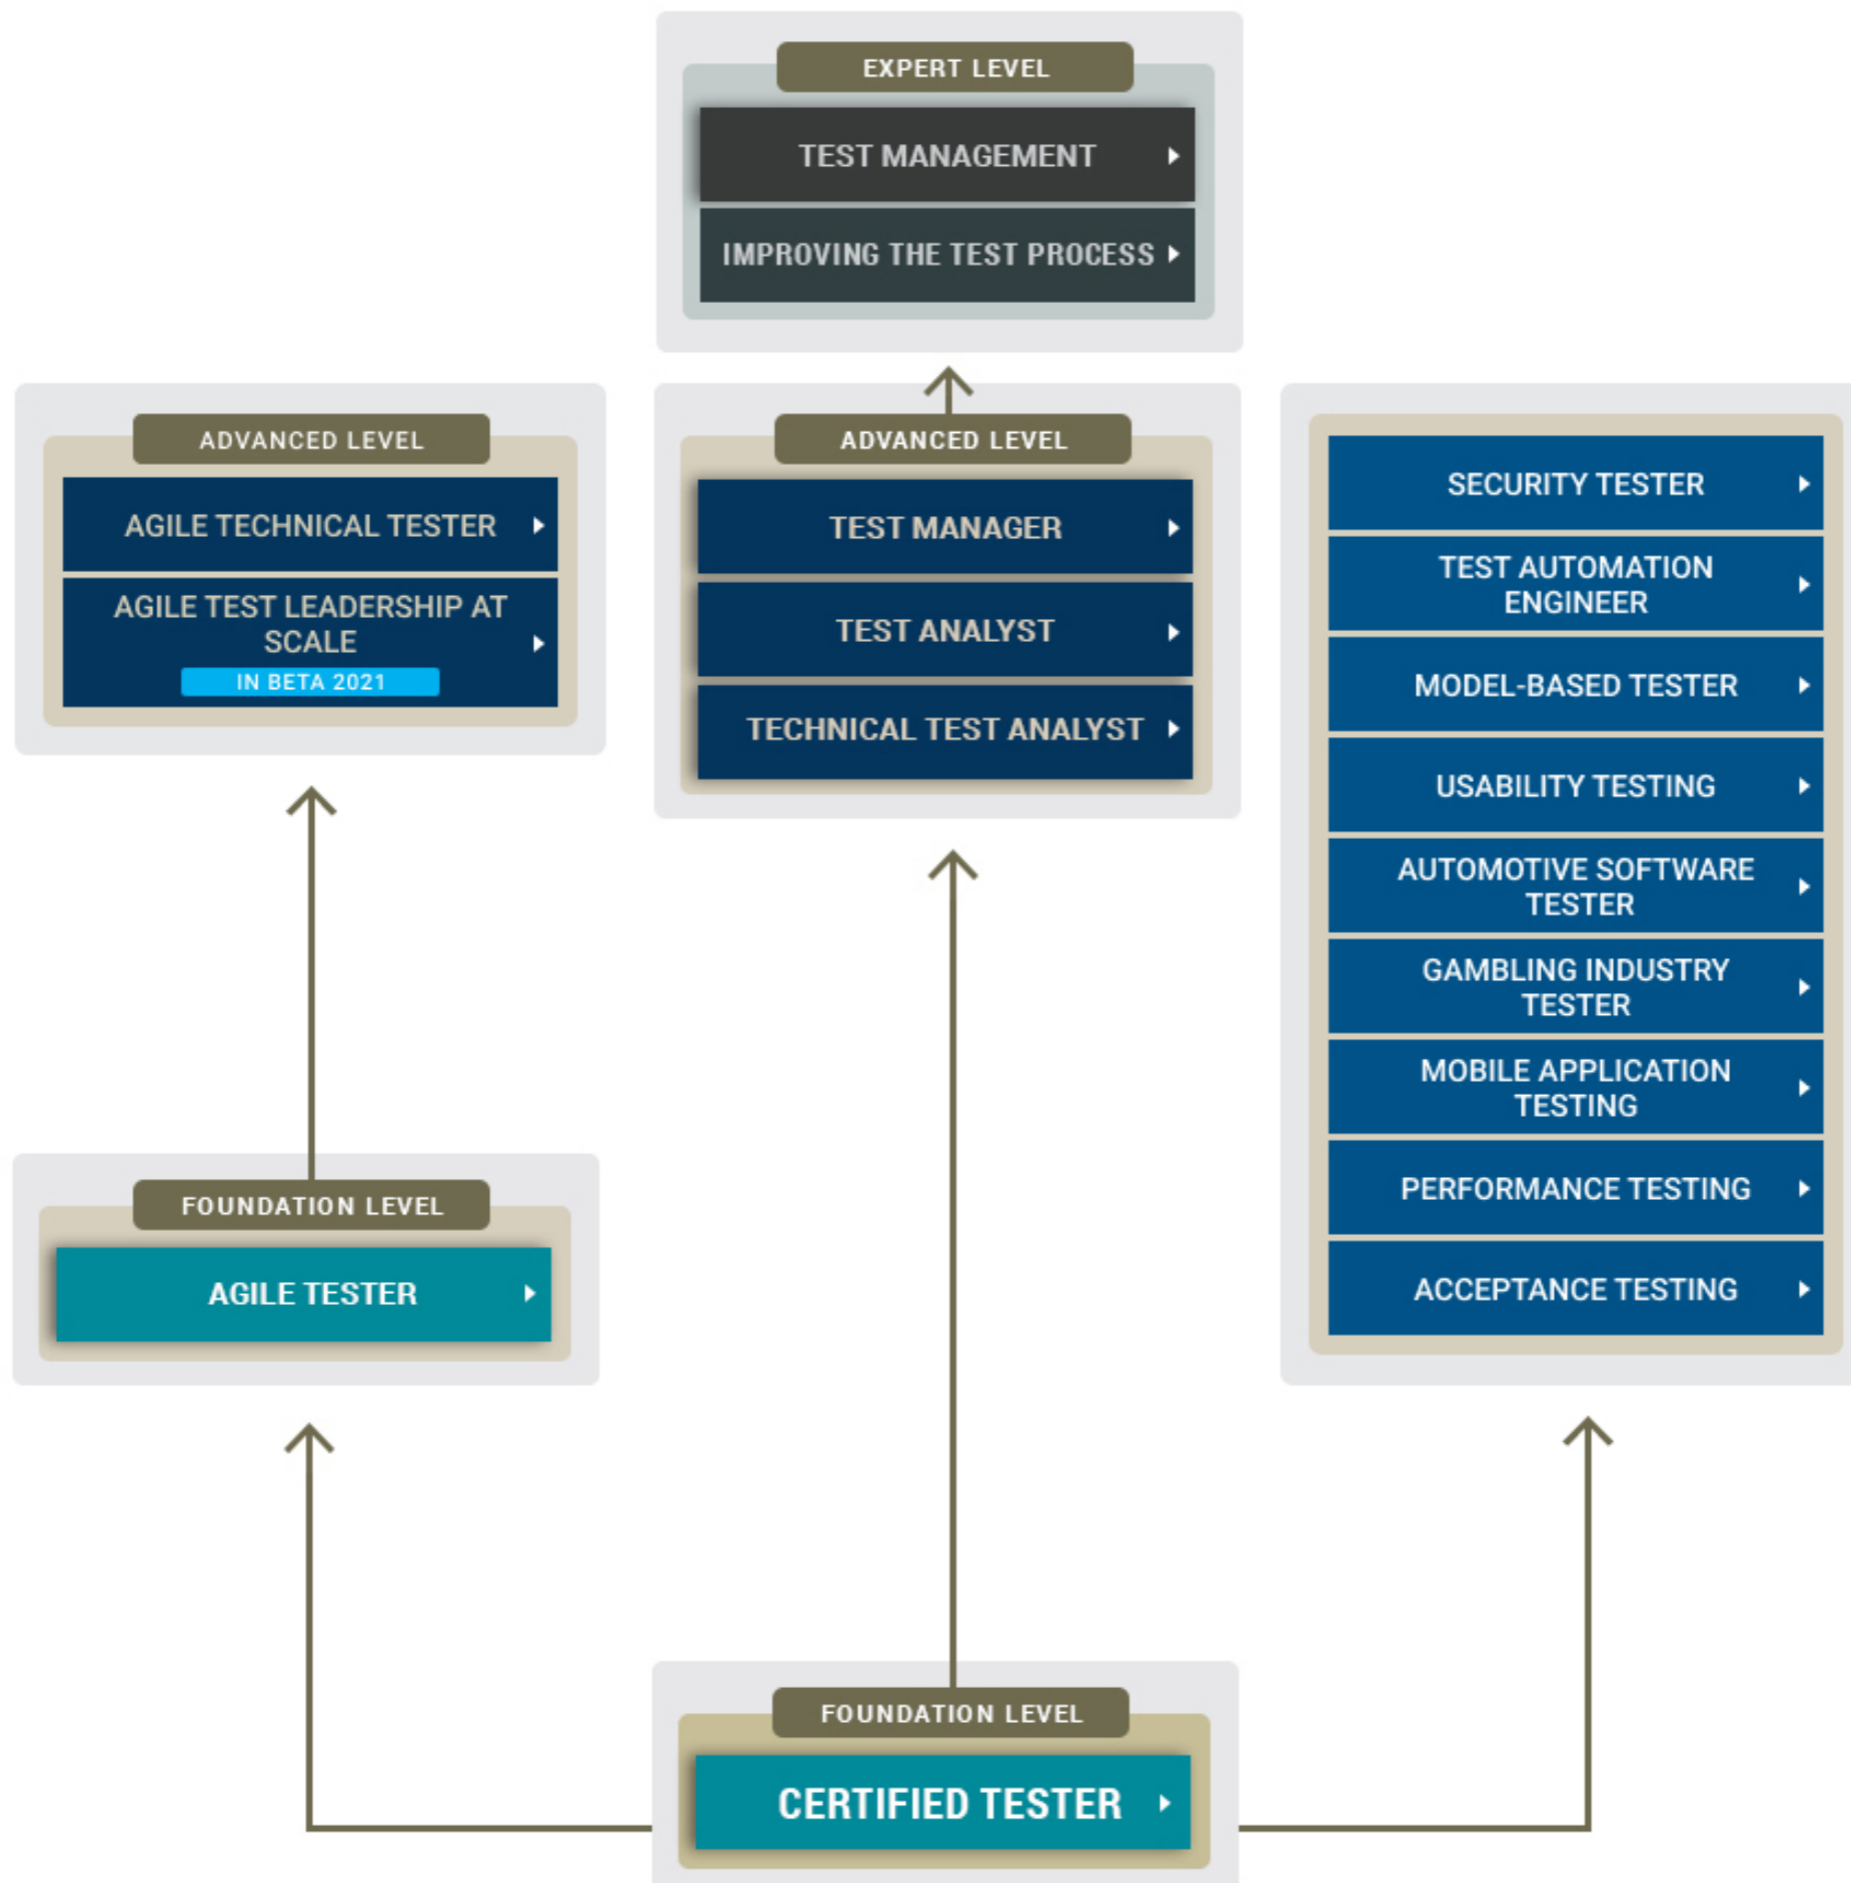 EXPERT LEVEL
TEST MANAGEMENT
IMPROVING THE TEST PROCESS
ADVANCED LEVEL
AGILE TECHNICAL TESTER
AGILE TEST LEADERSHIP AT
SCALE
IN BETA 2021
ADVANCED LEVEL
TEST MANAGER
TEST ANALYST
TECHNICAL TEST ANALYST
SECURITY TESTER
TEST AUTOMATION
ENGINEER
MODEL-BASED TESTER
USABILITY TESTING
AUTOMOTIVE SOFTWARE
TESTER
GAMBLING INDUSTRY
TESTER
MOBILE APPLICATION
TESTING
PERFORMANCE TESTING
ACCEPTANCE TESTING
FOUNDATION LEVEL
AGILE TESTER
FOUNDATION LEVEL
CERTIFIED TESTER